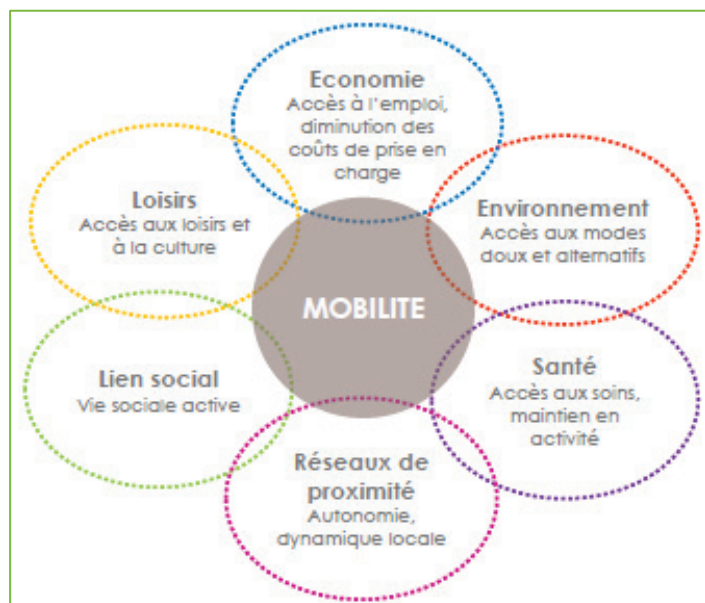 Economie
Accès à l'emploi,
diminution des
coûts de prise en
charge
Loisirs
Accès aux loisirs et
à la culture
Environnement
Accès aux modes
doux et alternatifs
MOBILITE
Lien social
Vie sociale active
Santé
Accès aux soins,
maintien en
activité
Réseaux de
proximité
Autonomie,
dynamique locale